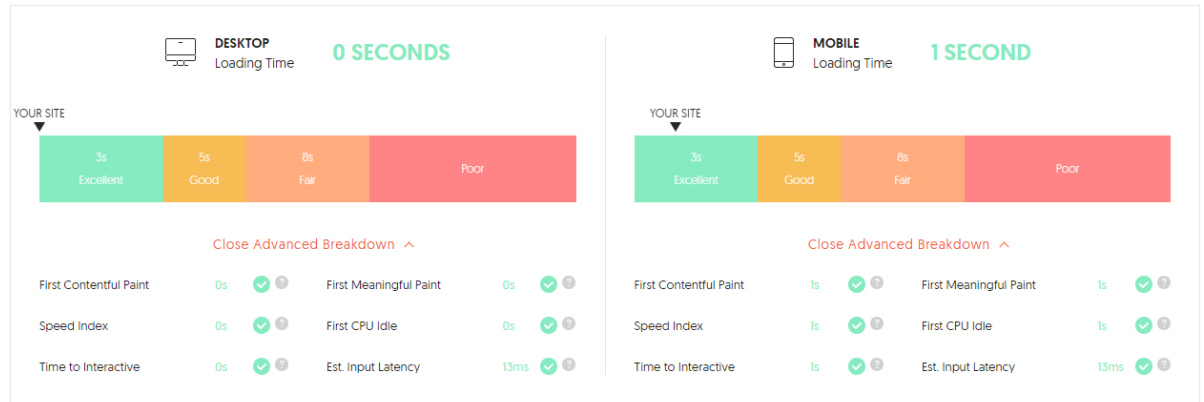 DESKTOP
Loading Time
0 SECONDS
YOUR SITE
3s
Excellent
5s
Good
8s
Fair
Poor
Close Advanced Breakdown
First Contentful Paint 0s ?
First Meaningful Paint 0s ?
Speed Index 0s ?
First CPU Idle 0s ?
Time to Interactive 0s ?
Est. Input Latency 13ms ?
MOBILE
Loading Time
1 SECOND
YOUR SITE
3s
Excellent
5s
Good
8s
Fair
Poor
Close Advanced Breakdown
First Contentful Paint 1s ?
First Meaningful Paint 1s ?
Speed Index 1s ?
First CPU Idle 1s ?
Time to Interactive 1s ?
Est. Input Latency 13ms ?